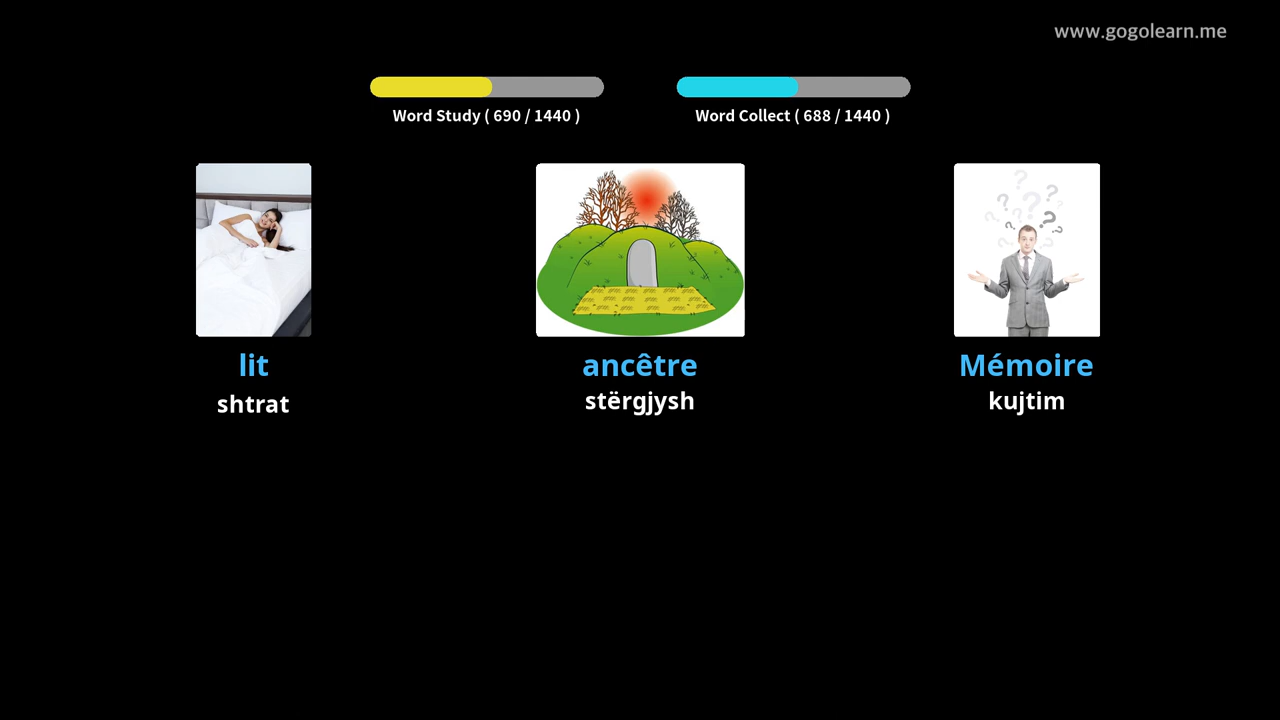 www.gogolearn.me
Word Study ( 690 / 1440 )
Word Collect ( 688 / 1440 )
lit
shtrat
ancêtre
stërgjysh
Mémoire
kujtim